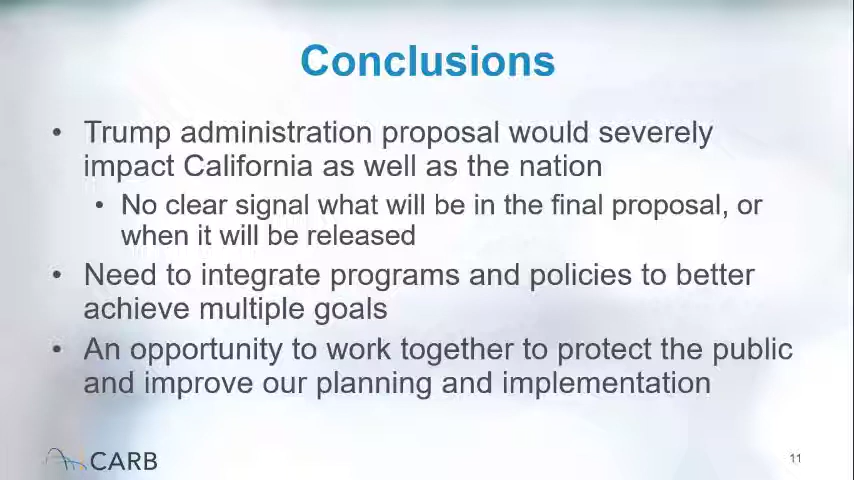 Conclusions
• Trump administration proposal would severely
impact California as well as the nation
• No clear signal what will be in the final proposal, or
when it will be released
• Need to integrate programs and policies to better
achieve multiple goals
• An opportunity to work together to protect the public
and improve our planning and implementation
CARB
11